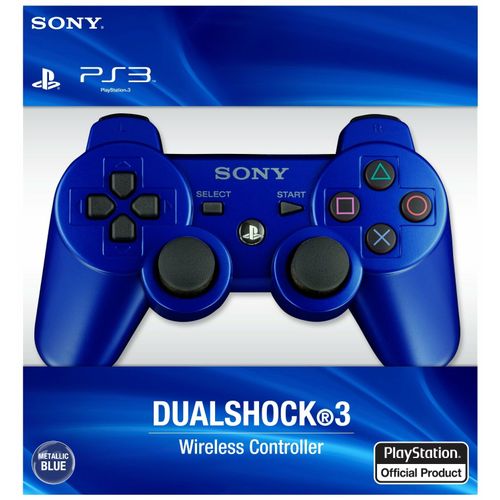 SONY
PS3
PlayStation.3
SONY
SELECT
START
DUALSHOCK®3
Wireless Controller
METALLIC
BLUE
PlayStation.
Official Product